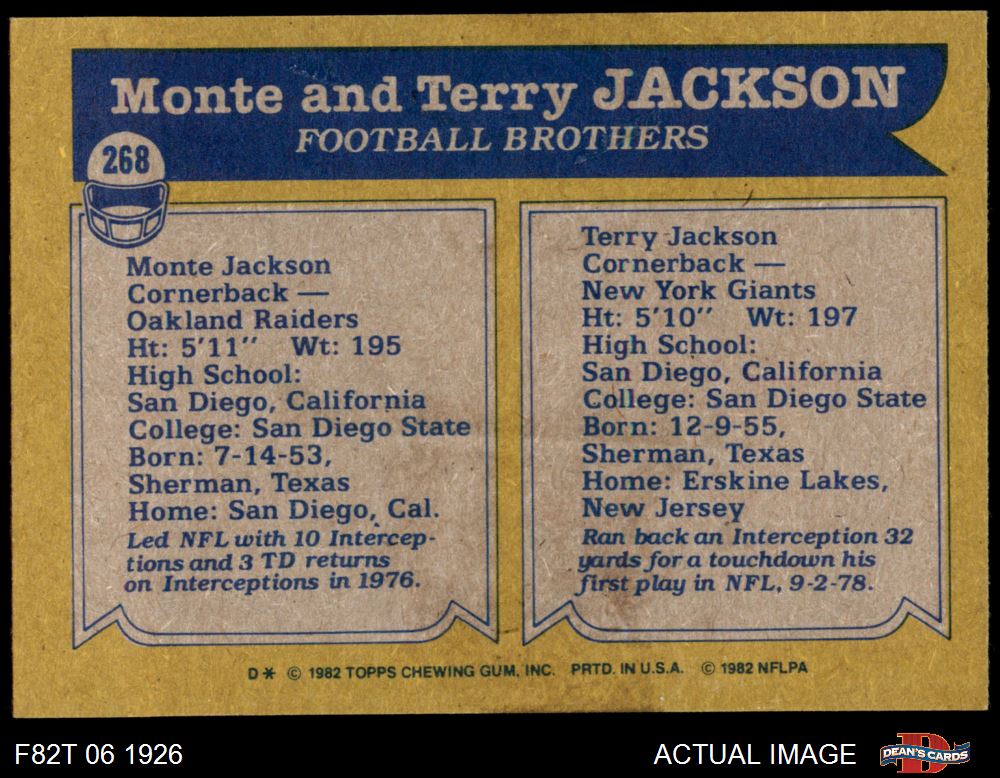 Monte and Terry JACKSON
FOOTBALL BROTHERS
268
Monte Jackson
Cornerback —
Oakland Raiders
Ht: 5'11'' Wt: 195
High School:
San Diego, California
College: San Diego State
Born: 7-14-53,
Sherman, Texas
Home: San Diego, Cal.
Led NFL with 10 Intercep-
tions and 3 TD returns
on Interceptions in 1976.
Terry Jackson
Cornerback —
New York Giants
Ht: 5'10'' Wt: 197
High School:
San Diego, California
College: San Diego State
Born: 12-9-55,
Sherman, Texas
Home: Erskine Lakes,
New Jersey
Ran back an Interception 32
yards for a touchdown his
first play in NFL, 9-2-78.
D* © 1982 TOPPS CHEWING GUM, INC. PRTD. IN U.S.A. © 1982 NFLPA
F82T 06 1926
ACTUAL IMAGE
D
DEAN'S CARDS